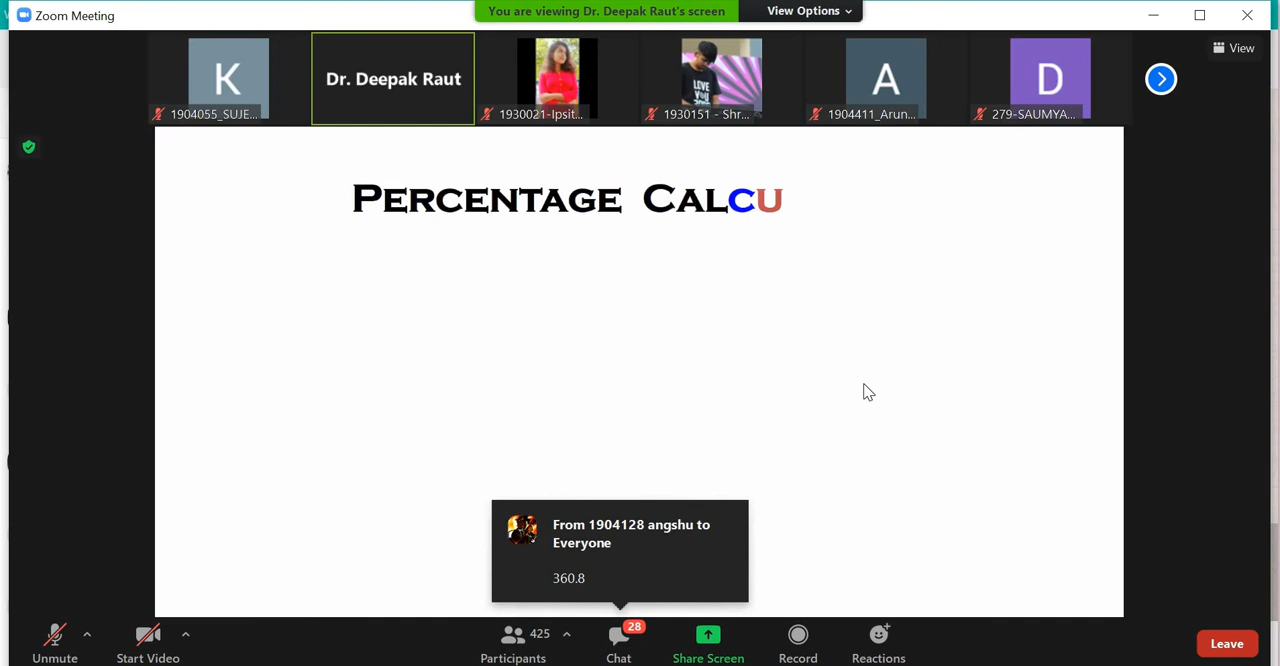 Zoom Meeting
You are viewing Dr. Deepak Raut's screen
View Options
View
K
1904055_SUJE...
Dr. Deepak Raut
1930021-Ipsit...
LOVE
YOU
1930151 - Shr...
A
1904411_Arun...
D
279-SAUMYA...
PERCENTAGE CALCU
From 1904128 angshu to
Everyone
360.8
Unmute
Start Video
425
Participants
28
Chat
Share Screen
Record
Reactions
Leave